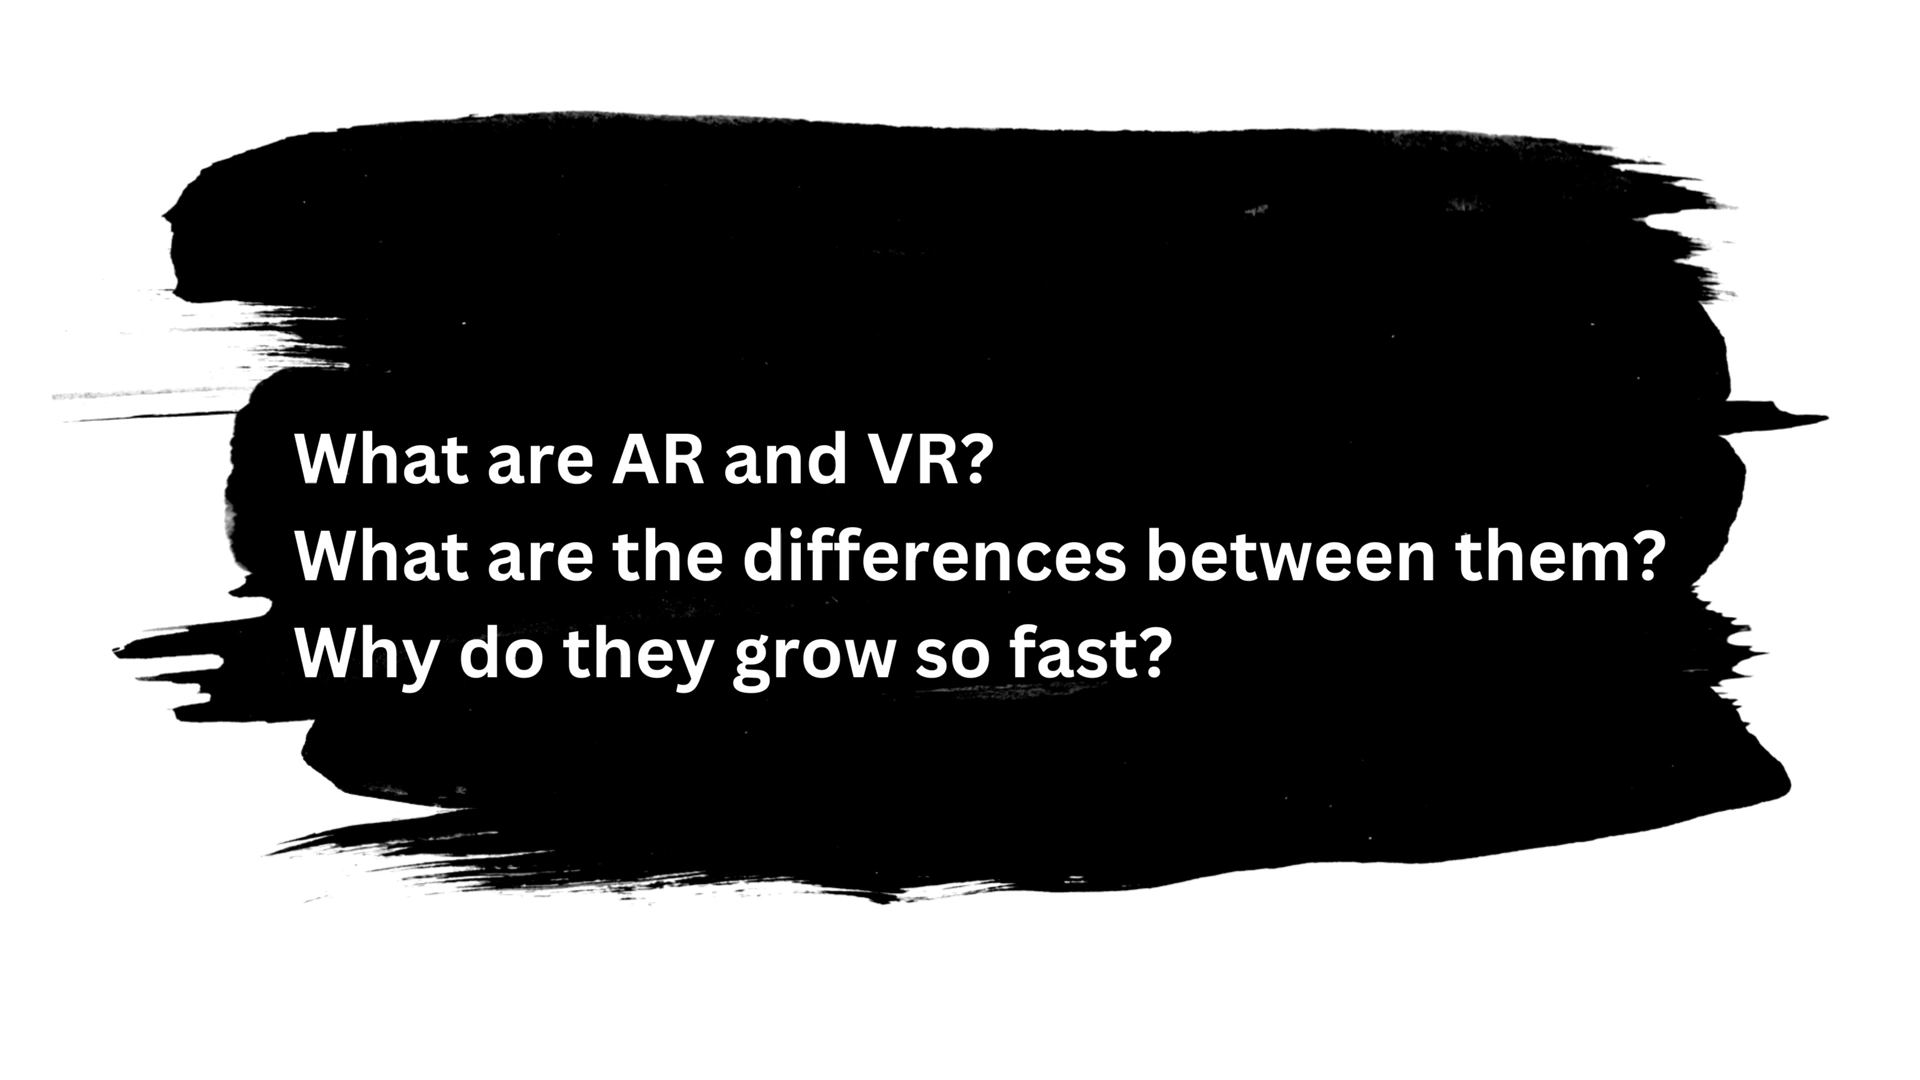 What are AR and VR?
What are the differences between them?
Why do they grow so fast?